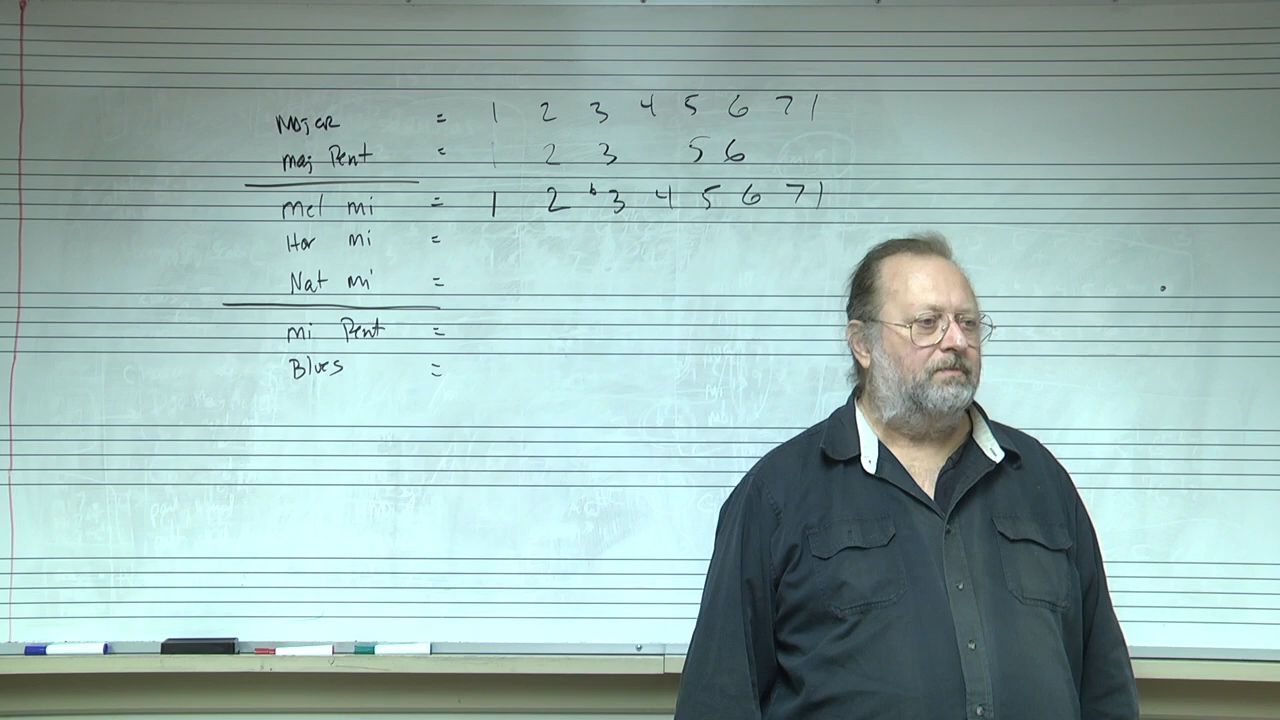 Major = 1 2 3 4 5 6 7 1
maj Pent = 1 2 3 5 6
Mel mi = 1 2 b3 4 5 6 7 1
Har mi =
Nat mi =
mi Pent =
Blues =